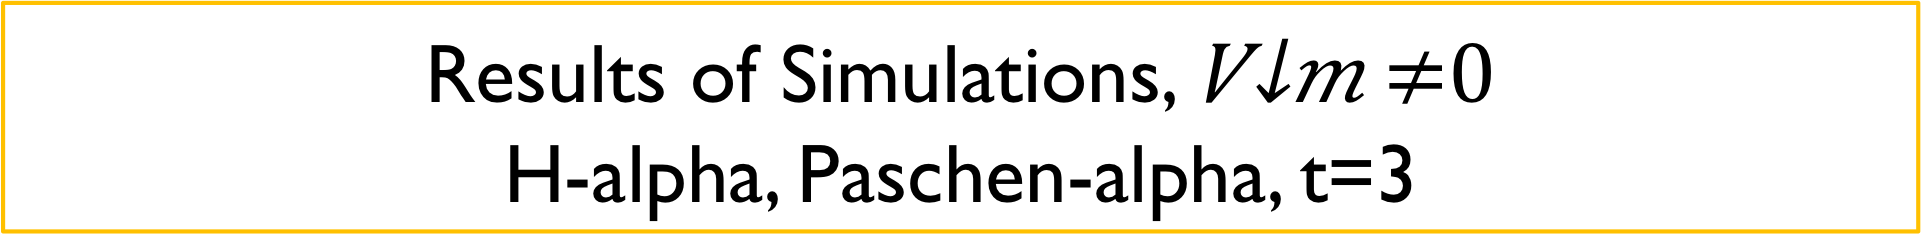 Results of Simulations, V↓m ≠0
H-alpha, Paschen-alpha, t=3